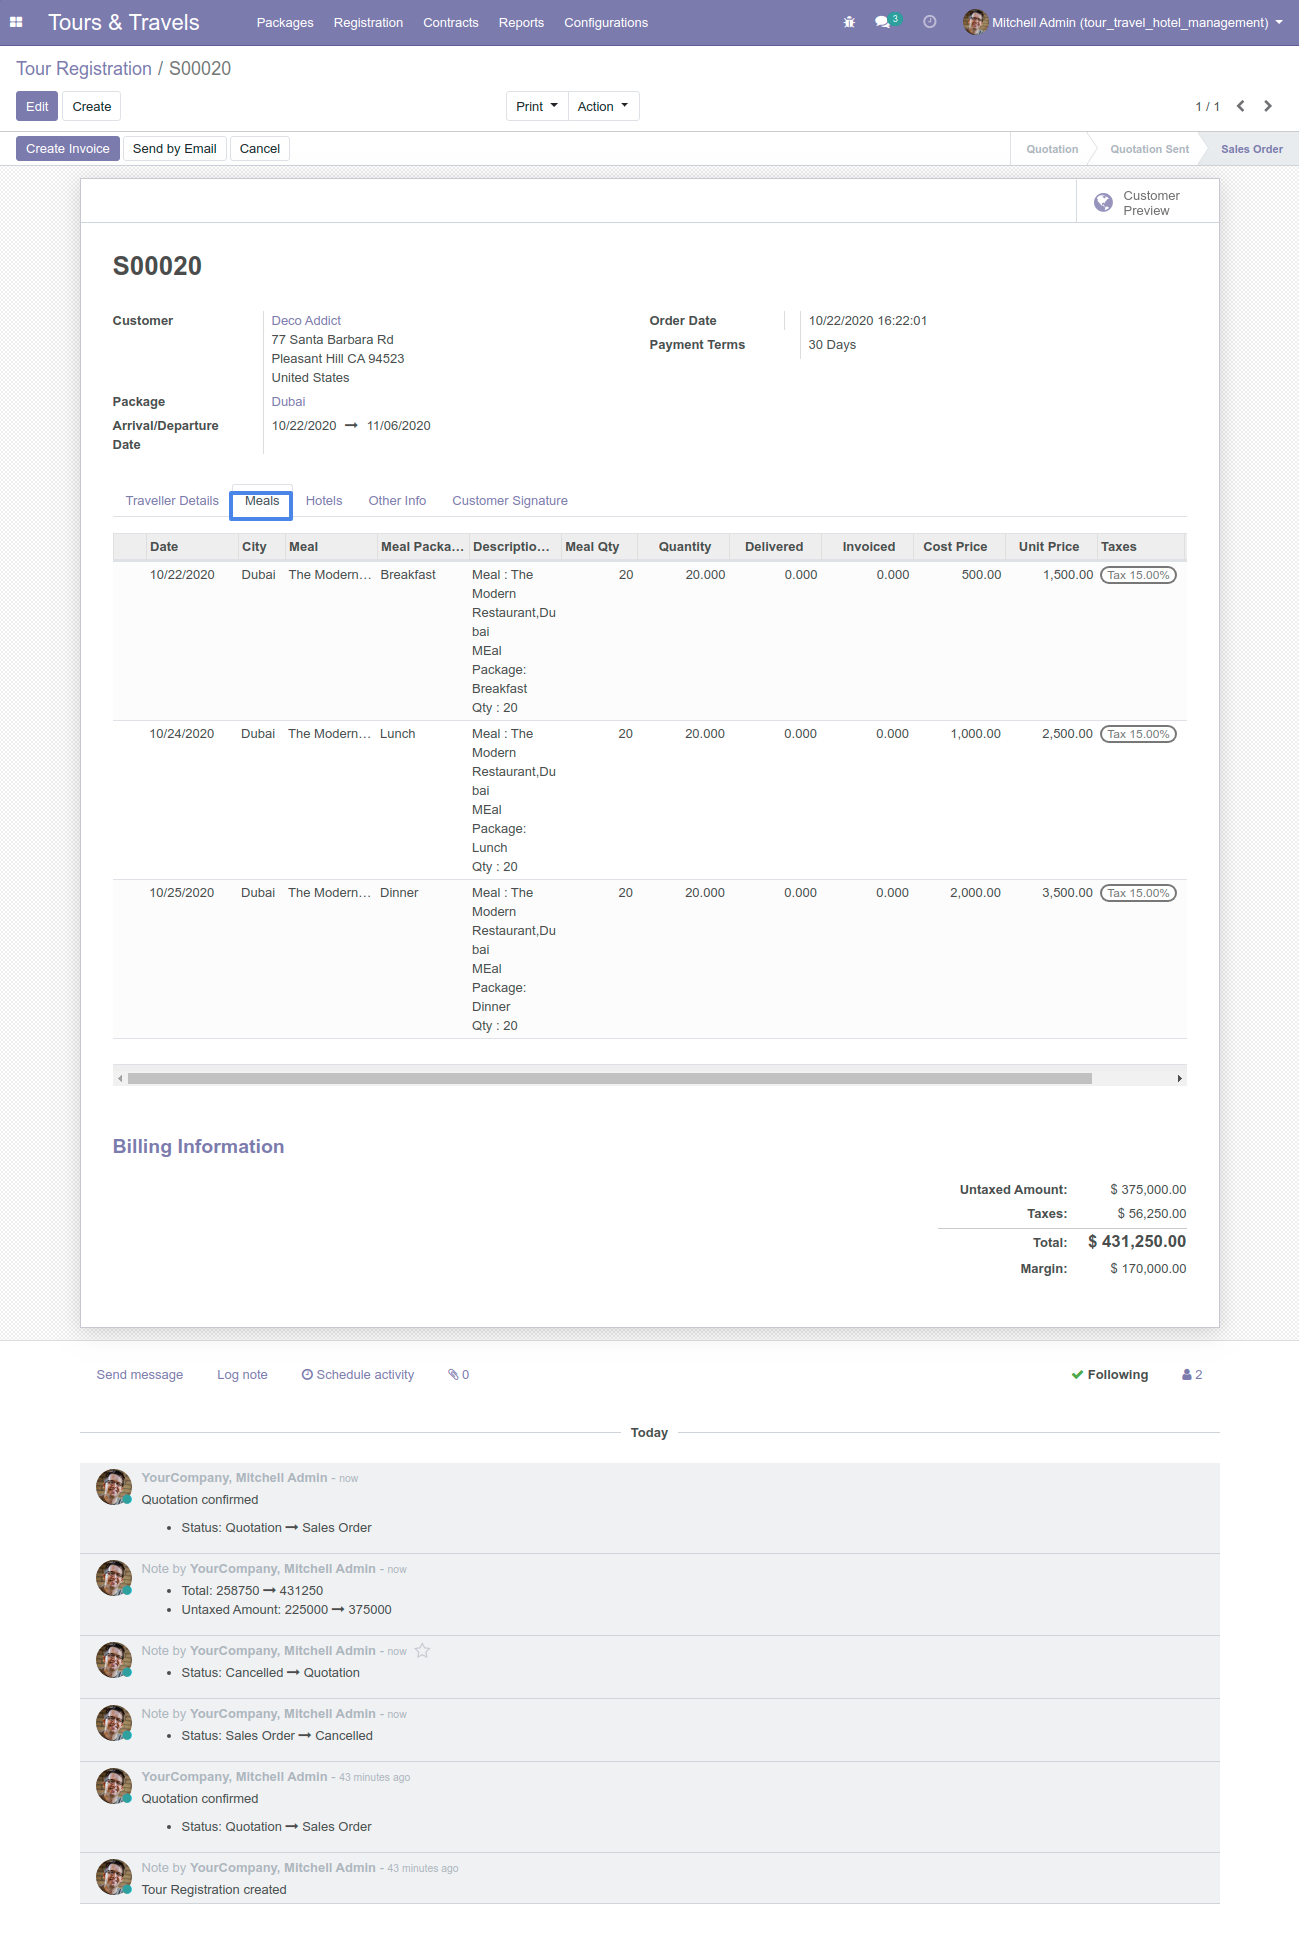 Tours & Travels Packages Registration Contracts Reports Configurations 3 Mitchell Admin (tour_travel_hotel_management)
Tour Registration / S00020
Edit Create Print Action 1 / 1
Create Invoice Send by Email Cancel Quotation Quotation Sent Sales Order
Customer
Preview
S00020
Customer Deco Addict Order Date 10/22/2020 16:22:01
77 Santa Barbara Rd
Payment Terms 30 Days
Pleasant Hill CA 94523
United States
Package Dubai
Arrival/Departure 10/22/2020 → 11/06/2020
Date
Traveller Details Meals Hotels Other Info Customer Signature
Date City Meal Meal Packa... Descriptio... Meal Qty Quantity Delivered Invoiced Cost Price Unit Price Taxes
10/22/2020 Dubai The Modern... Breakfast Meal : The 20 20.000 0.000 0.000 500.00 1,500.00 Tax 15.00%
Modern
Restaurant,Du
bai
MEal
Package:
Breakfast
Qty : 20
10/24/2020 Dubai The Modern... Lunch Meal : The 20 20.000 0.000 0.000 1,000.00 2,500.00 Tax 15.00%
Modern
Restaurant,Du
bai
MEal
Package:
Lunch
Qty : 20
10/25/2020 Dubai The Modern... Dinner Meal : The 20 20.000 0.000 0.000 2,000.00 3,500.00 Tax 15.00%
Modern
Restaurant,Du
bai
MEal
Package:
Dinner
Qty : 20
Billing Information
Untaxed Amount: $ 375,000.00
Taxes: $ 56,250.00
Total: $ 431,250.00
Margin: $ 170,000.00
Send message Log note Schedule activity 0 Following 2
Today
YourCompany, Mitchell Admin - now
Quotation confirmed
• Status: Quotation → Sales Order
Note by YourCompany, Mitchell Admin - now
• Total: 258750 → 431250
• Untaxed Amount: 225000 → 375000
Note by YourCompany, Mitchell Admin - now
• Status: Cancelled → Quotation
Note by YourCompany, Mitchell Admin - now
• Status: Sales Order → Cancelled
YourCompany, Mitchell Admin - 43 minutes ago
Quotation confirmed
• Status: Quotation → Sales Order
Note by YourCompany, Mitchell Admin - 43 minutes ago
Tour Registration created